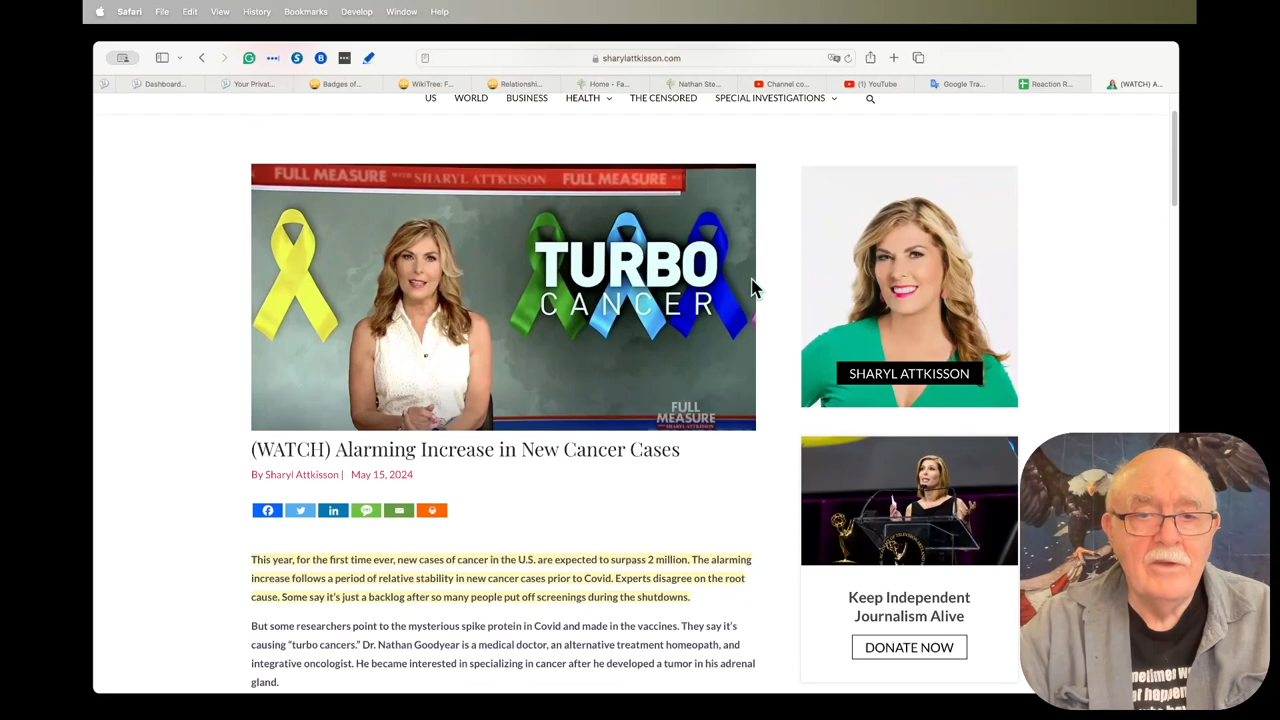 Safari File Edit View History Bookmarks Develop Window Help
sharylattkisson.com
Dashboard... Your Privat... Badges of... WikiTree: F... Relationshi... Home • Fa... Nathan Ste... Channel co... (1) YouTube Google Tra... Reaction R... (WATCH) A...
US WORLD BUSINESS HEALTH THE CENSORED SPECIAL INVESTIGATIONS
FULL MEASURE WITH SHARYL ATTKISSON FULL MEASURE
TURBO
CANCER
FULL
MEASURE
SHARYL ATTKISSON
(WATCH) Alarming Increase in New Cancer Cases
By Sharyl Attkisson | May 15, 2024
This year, for the first time ever, new cases of cancer in the U.S. are expected to surpass 2 million. The alarming
increase follows a period of relative stability in new cancer cases prior to Covid. Experts disagree on the root
cause. Some say it's just a backlog after so many people put off screenings during the shutdowns.
But some researchers point to the mysterious spike protein in Covid and made in the vaccines. They say it's
causing “turbo cancers.” Dr. Nathan Goodyear is a medical doctor, an alternative treatment homeopath, and
integrative oncologist. He became interested in specializing in cancer after he developed a tumor in his adrenal
gland.
Keep Independent
Journalism Alive
DONATE NOW